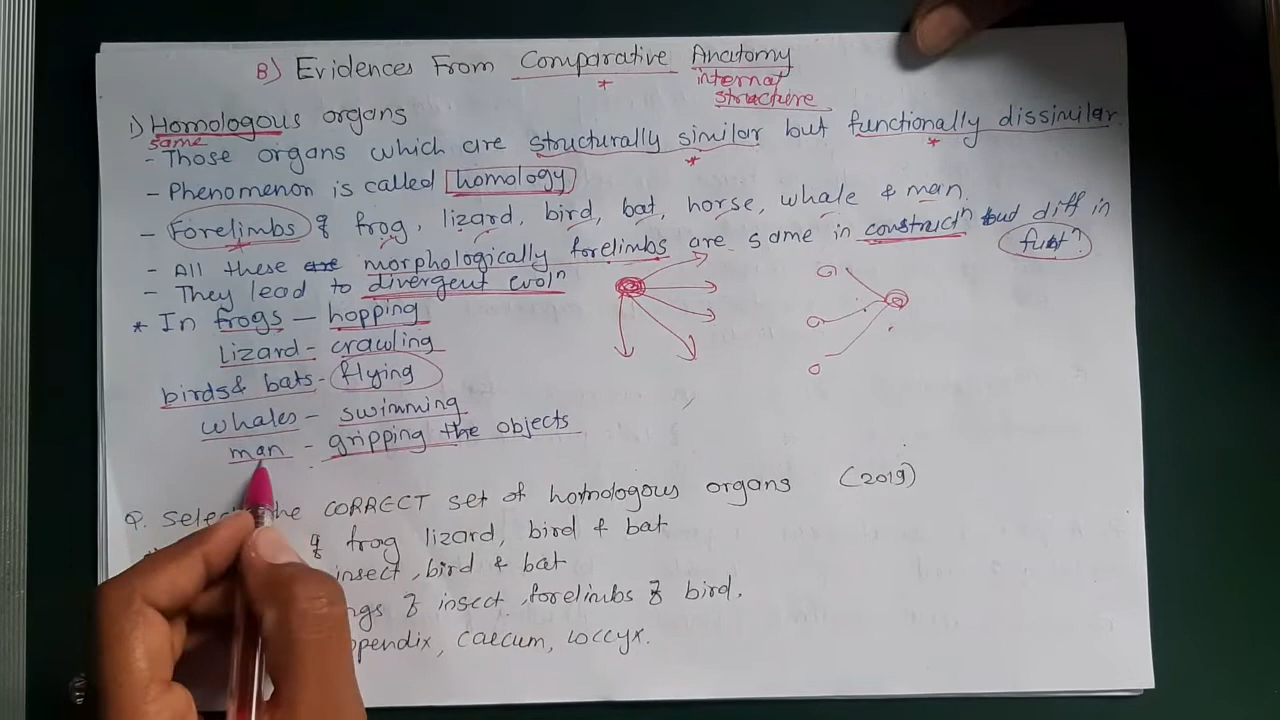 B) Evidences From Comparative Anatomy
internal
structure
1) Homologous organs
same
- Those organs which are structurally similar but functionally dissimilar.
- Phenomenon is called homology
- Forelimbs of frog, lizard, bird, bat, horse, whale & man.
- All these are morphologically forelimbs are same in constructn but diff in
- They lead to divergent evoln
* In frogs - hopping
Lizard - crawling
birds & bats - flying
whales - swimming
man - gripping the objects
Q. Select the CORRECT set of homologous organs (2019)
of frog lizard, bird & bat
insect, bird & bat
of insect, forelimbs of bird.
caecum, coccyx.